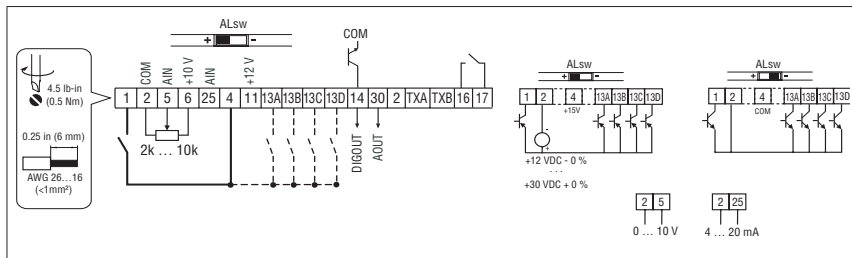 ALsw
+ -
4.5 lb-in
(0.5 Nm)
0.25 in (6 mm)
AWG 26...16
(<1mm²)
COM
AIN
+10 V
AIN
+12 V
COM
1 2 5 6 25 4 11 13A 13B 13C 13D 14 30 2 TXA TXB 16 17
2k ... 10k
DIGOUT
AOUT
ALsw
+ -
1 2 4 13A 13B 13C 13D
+15V
- +
+12 VDC - 0 %
...
+30 VDC + 0 %
ALsw
+ -
1 2 4 13A 13B 13C 13D
COM
2 5
0 ... 10 V
2 25
4 ... 20 mA